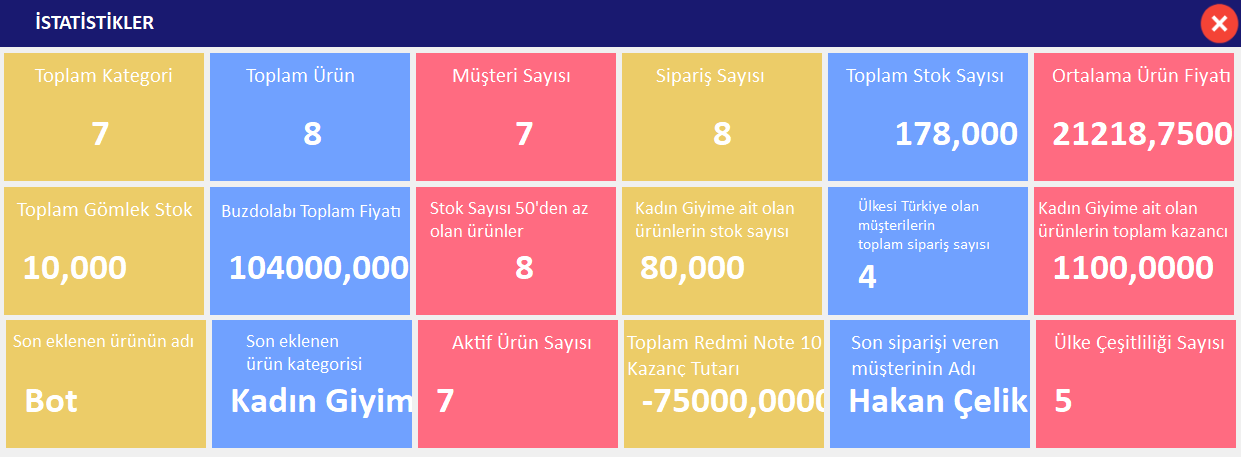 İSTATİSTİKLER
Toplam Kategori
7
Toplam Ürün
8
Müşteri Sayısı
7
Sipariş Sayısı
8
Toplam Stok Sayısı
178,000
Ortalama Ürün Fiyatı
21218,7500
Toplam Gömlek Stok
10,000
Buzdolabı Toplam Fiyatı
104000,000
Stok Sayısı 50'den az
olan ürünler
8
Kadın Giyime ait olan
ürünlerin stok sayısı
80,000
Ülkesi Türkiye olan
müşterilerin
toplam sipariş sayısı
4
Kadın Giyime ait olan
ürünlerin toplam kazancı
1100,0000
Son eklenen ürünün adı
Bot
Son eklenen
ürün kategorisi
Kadın Giyim
Aktif Ürün Sayısı
7
Toplam Redmi Note 10
Kazanç Tutarı
-75000,0000
Son siparişi veren
müşterinin Adı
Hakan Çelik
Ülke Çeşitliliği Sayısı
5